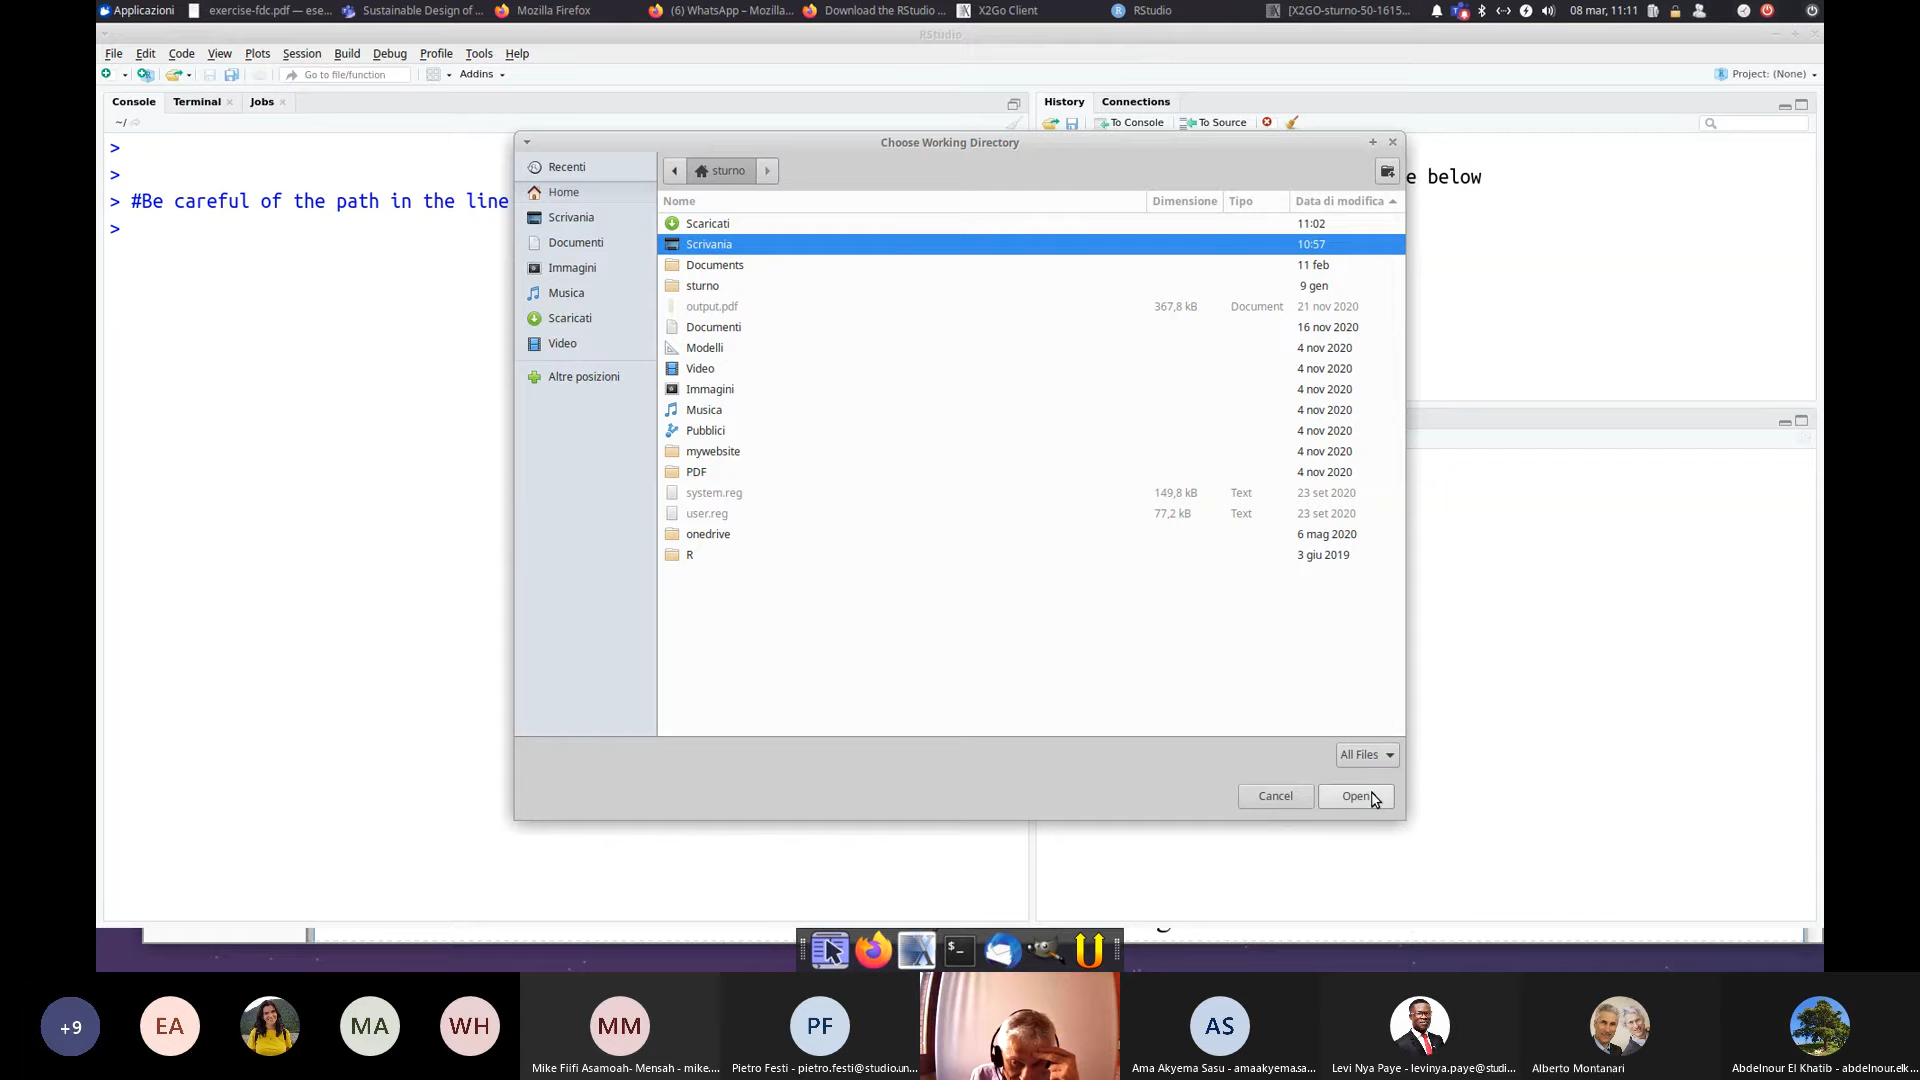 Applicazioni exercise-fdc.pdf — ese... Sustainable Design of ... Mozilla Firefox (6) WhatsApp – Mozilla... Download the RStudio ... X2Go Client RStudio [X2GO-sturno-50-1615... 08 mar, 11:11
RStudio
File Edit Code View Plots Session Build Debug Profile Tools Help
Go to file/function Addins Project: (None)
Console Terminal Jobs History Connections
~/ To Console To Source
>
>
> #Be careful of the path in the line e below
>
Choose Working Directory
Recenti
Home
Scrivania
Documenti
Immagini
Musica
Scaricati
Video
Altre posizioni
sturno
Nome Dimensione Tipo Data di modifica
Scaricati 11:02
Scrivania 10:57
Documents 11 feb
sturno 9 gen
output.pdf 367,8 kB Document 21 nov 2020
Documenti 16 nov 2020
Modelli 4 nov 2020
Video 4 nov 2020
Immagini 4 nov 2020
Musica 4 nov 2020
Pubblici 4 nov 2020
mywebsite 4 nov 2020
PDF 4 nov 2020
system.reg 149,8 kB Text 23 set 2020
user.reg 77,2 kB Text 23 set 2020
onedrive 6 mag 2020
R 3 giu 2019
All Files
Cancel Open
+9 EA MA WH MM PF AS
Mike Fiifi Asamoah- Mensah - mike.... Pietro Festi - pietro.festi@studio.un... Ama Akyema Sasu - amaakyema.sa... Levi Nya Paye - levinya.paye@studi... Alberto Montanari Abdelnour El Khatib - abdelnour.elk...